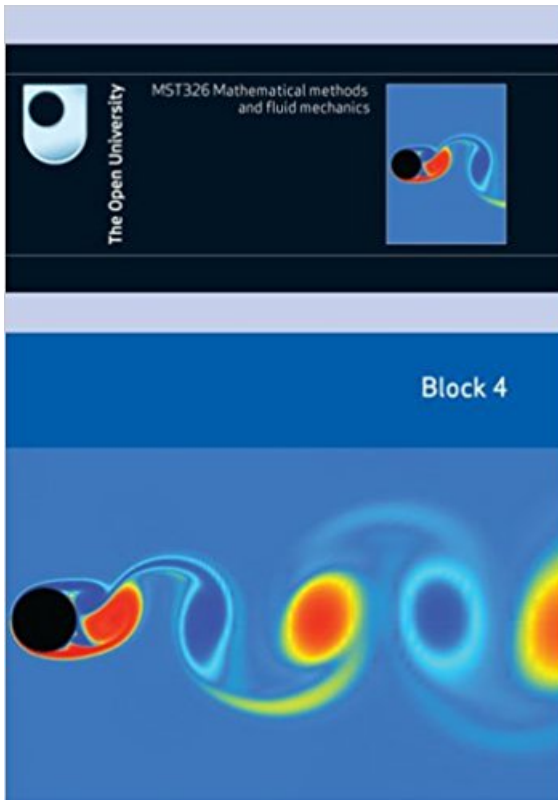 The Open University
MST326 Mathematical methods
and fluid mechanics
Block 4